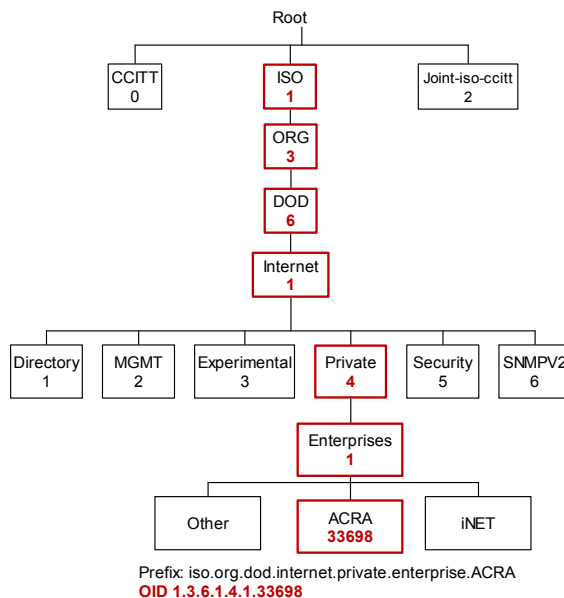 Root
CCITT
0
ISO
1
Joint-iso-ccitt
2
ORG
3
DOD
6
Internet
1
Directory
1
MGMT
2
Experimental
3
Private
4
Security
5
SNMPV2
6
Enterprises
1
Other
ACRA
33698
iNET
Prefix: iso.org.dod.internet.private.enterprise.ACRA
OID 1.3.6.1.4.1.33698